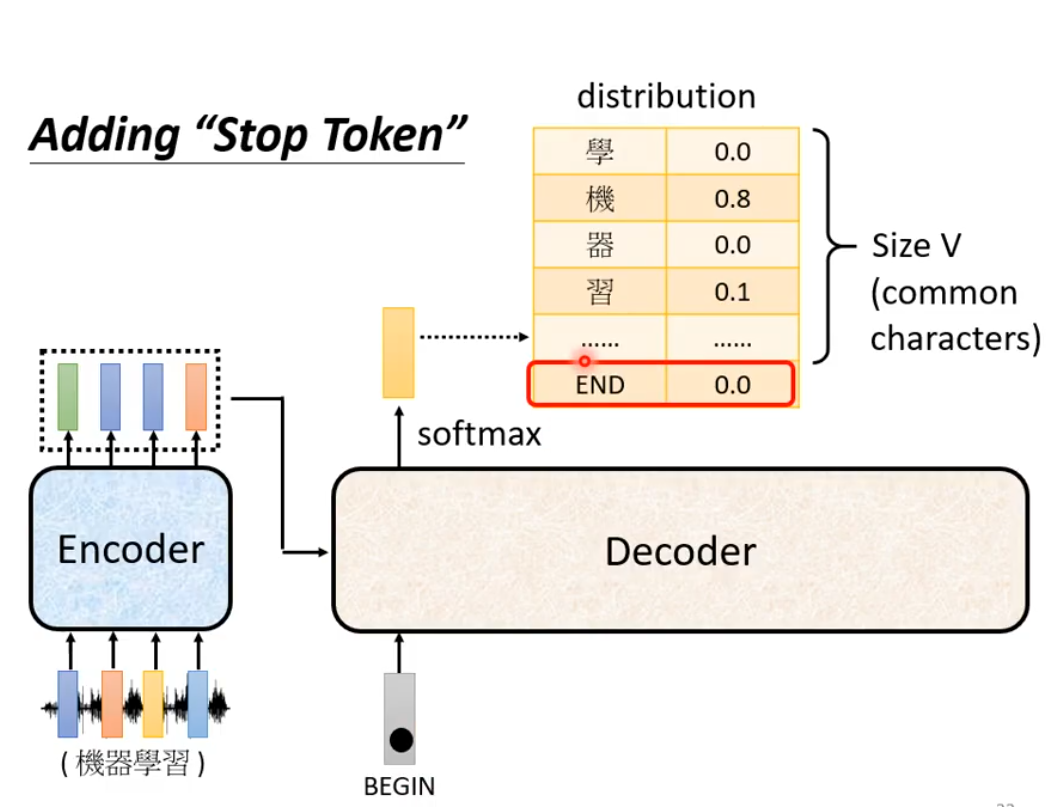 Adding “Stop Token”
distribution
學 0.0
機 0.8
器 0.0
習 0.1
...... ......
END 0.0
Size V
(common
characters)
softmax
Encoder
Decoder
( 機器學習 )
BEGIN